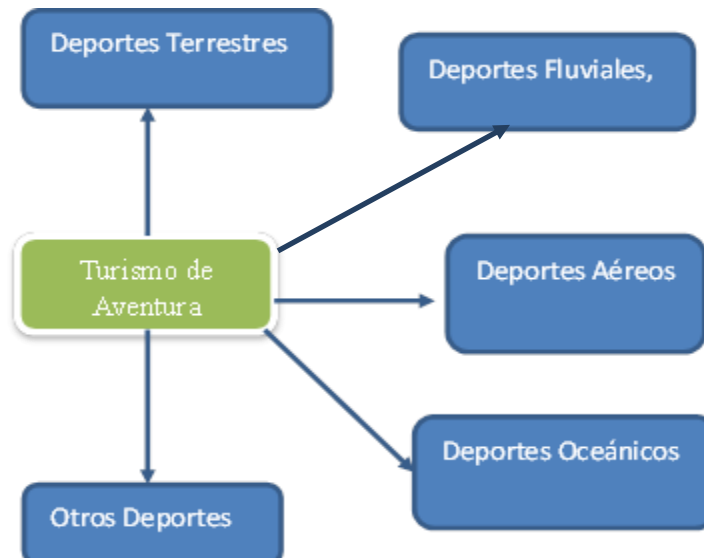 Deportes Terrestres
Deportes Fluviales,
Turismo de
Aventura
Deportes Aéreos
Deportes Oceánicos
Otros Deportes